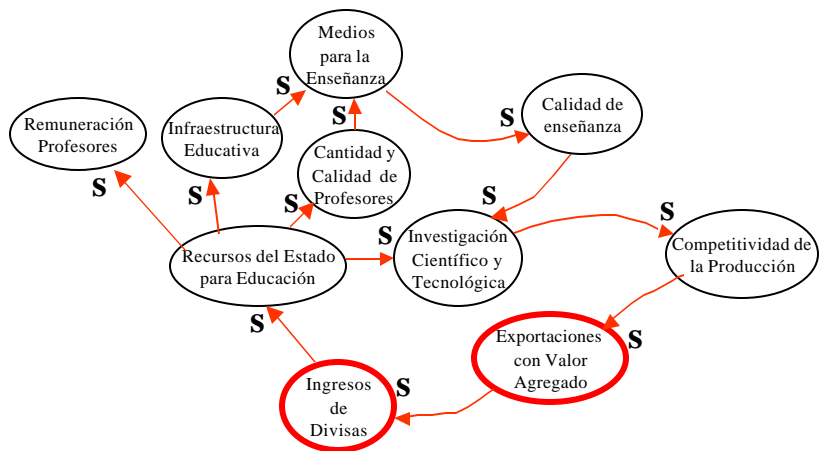 Medios
para la
Enseñanza
S
S
Calidad de
enseñanza
Remuneración
Profesores
Infraestructura
Educativa
S
Cantidad y
Calidad de
Profesores
S
S
S
S
S
S
Recursos del Estado
para Educación
Investigación
Científico y
Tecnológica
Competitividad de
la Producción
S
Exportaciones
con Valor
Agregado
S
Ingresos
de
Divisas
S